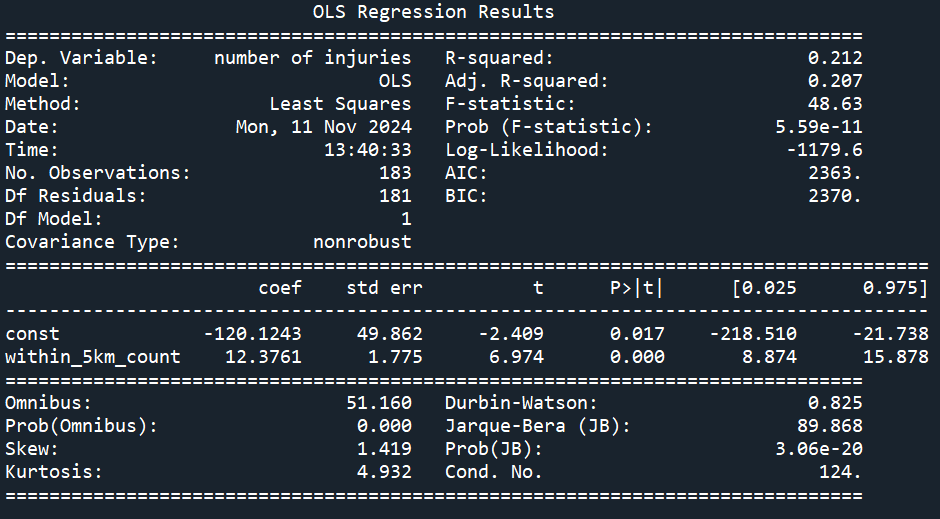 OLS Regression Results
==============================================================================
Dep. Variable:     number of injuries   R-squared:                       0.212
Model:                            OLS   Adj. R-squared:                  0.207
Method:                 Least Squares   F-statistic:                     48.63
Date:                Mon, 11 Nov 2024   Prob (F-statistic):           5.59e-11
Time:                        13:40:33   Log-Likelihood:                -1179.6
No. Observations:                 183   AIC:                             2363.
Df Residuals:                     181   BIC:                             2370.
Df Model:                           1
Covariance Type:            nonrobust
====================================================================================
                       coef    std err          t      P>|t|      [0.025      0.975]
------------------------------------------------------------------------------------
const             -120.1243     49.862     -2.409      0.017    -218.510     -21.738
within_5km_count    12.3761      1.775      6.974      0.000       8.874      15.878
==============================================================================
Omnibus:                       51.160   Durbin-Watson:                   0.825
Prob(Omnibus):                  0.000   Jarque-Bera (JB):               89.868
Skew:                           1.419   Prob(JB):                     3.06e-20
Kurtosis:                       4.932   Cond. No.                         124.
==============================================================================